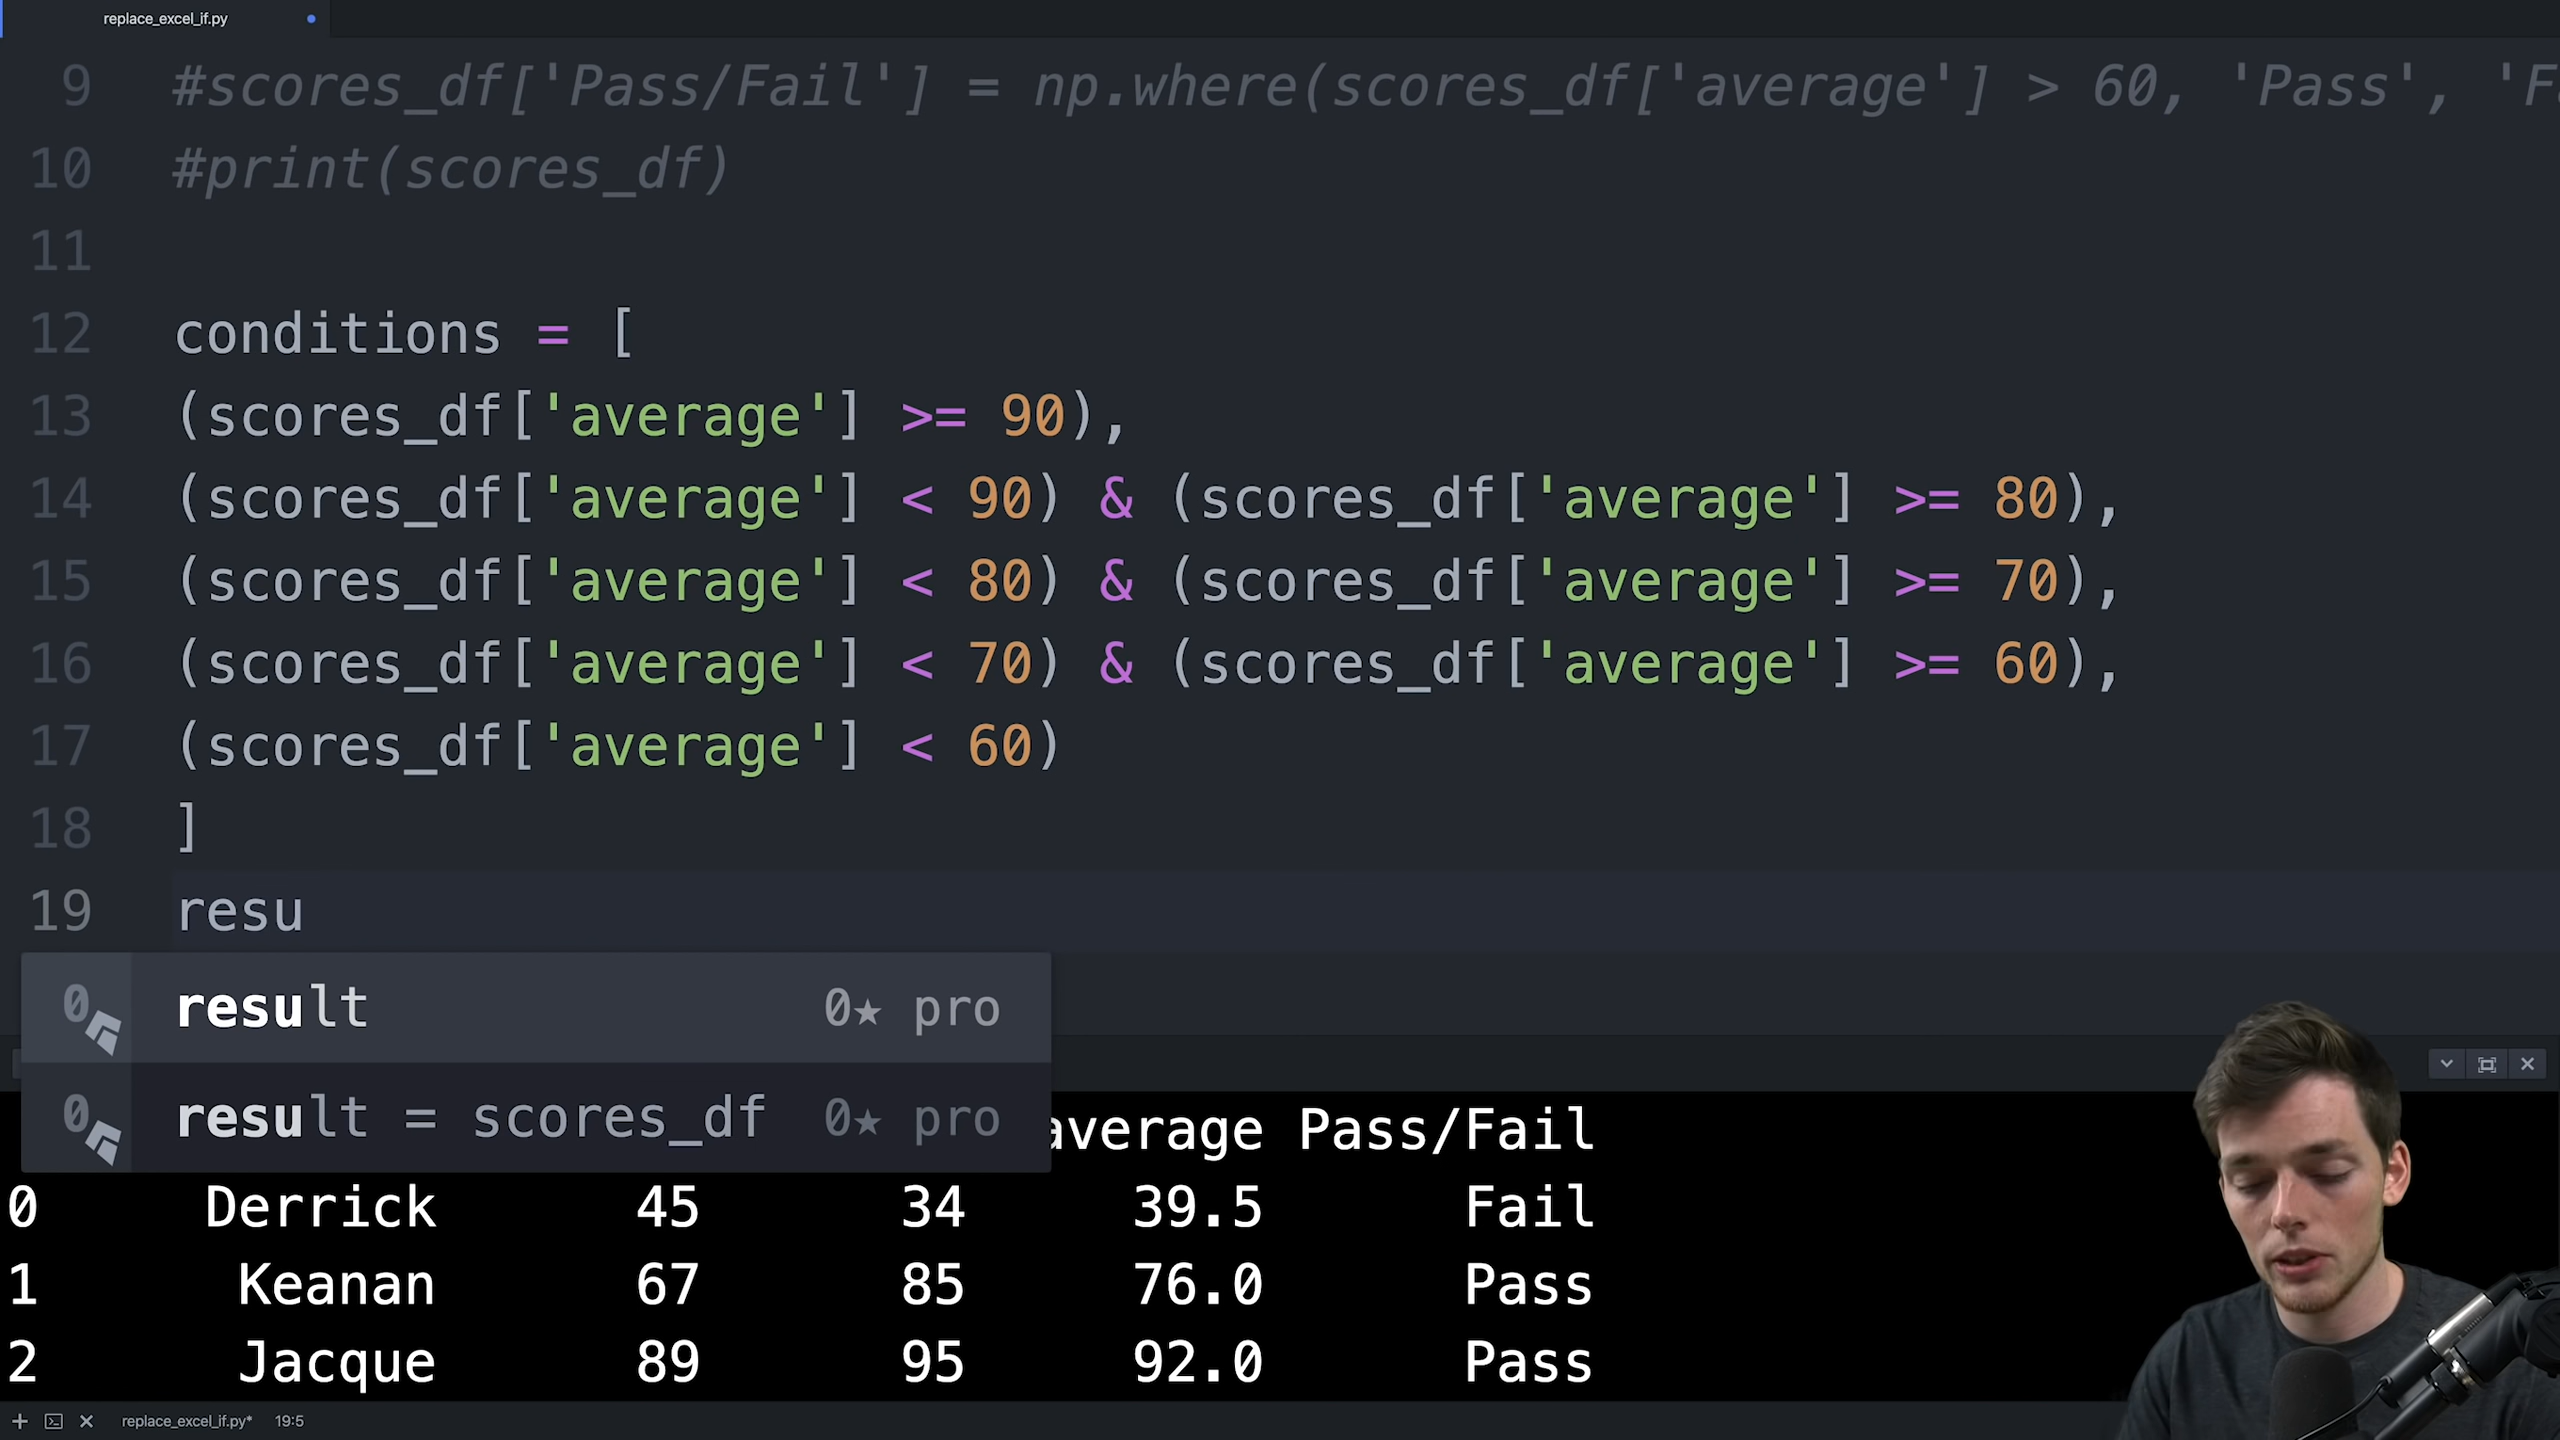 replace_excel_if.py
9 #scores_df['Pass/Fail'] = np.where(scores_df['average'] > 60, 'Pass', 'F
10 #print(scores_df)
11
12 conditions = [
13 (scores_df['average'] >= 90),
14 (scores_df['average'] < 90) & (scores_df['average'] >= 80),
15 (scores_df['average'] < 80) & (scores_df['average'] >= 70),
16 (scores_df['average'] < 70) & (scores_df['average'] >= 60),
17 (scores_df['average'] < 60)
18 ]
19 resu
0 result 0★ pro
0 result = scores_df 0★ pro
average Pass/Fail
0 Derrick 45 34 39.5 Fail
1 Keanan 67 85 76.0 Pass
2 Jacque 89 95 92.0 Pass
replace_excel_if.py* 19:5